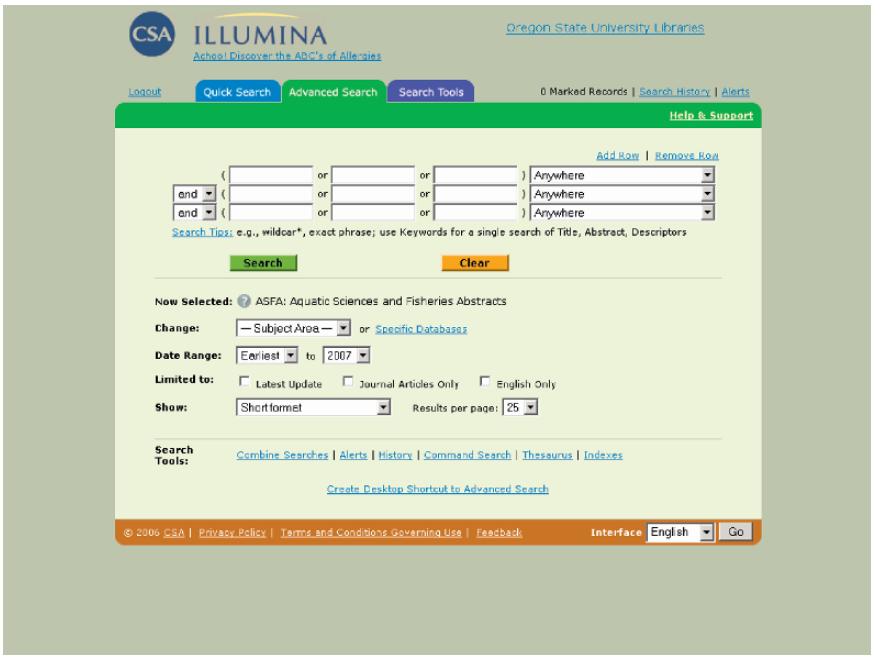 CSA ILLUMINA
Oregon State University Libraries
Achoo! Discover the ABC's of Allergies
Logout Quick Search Advanced Search Search Tools 0 Marked Records | Search History | Alerts
Help & Support
Add Row | Remove Row
( or or ) Anywhere
and ( or or ) Anywhere
and ( or or ) Anywhere
Search Tips: e.g., wildcar*, exact phrase; use Keywords for a single search of Title, Abstract, Descriptors
Search Clear
Now Selected: ? ASFA: Aquatic Sciences and Fisheries Abstracts
Change: — Subject Area — or Specific Databases
Date Range: Earliest to 2007
Limited to: Latest Update Journal Articles Only English Only
Show: Short format Results per page: 25
Search Tools: Combine Searches | Alerts | History | Command Search | Thesaurus | Indexes
Create Desktop Shortcut to Advanced Search
© 2006 CSA | Privacy Policy | Terms and Conditions Governing Use | Feedback Interface English Go